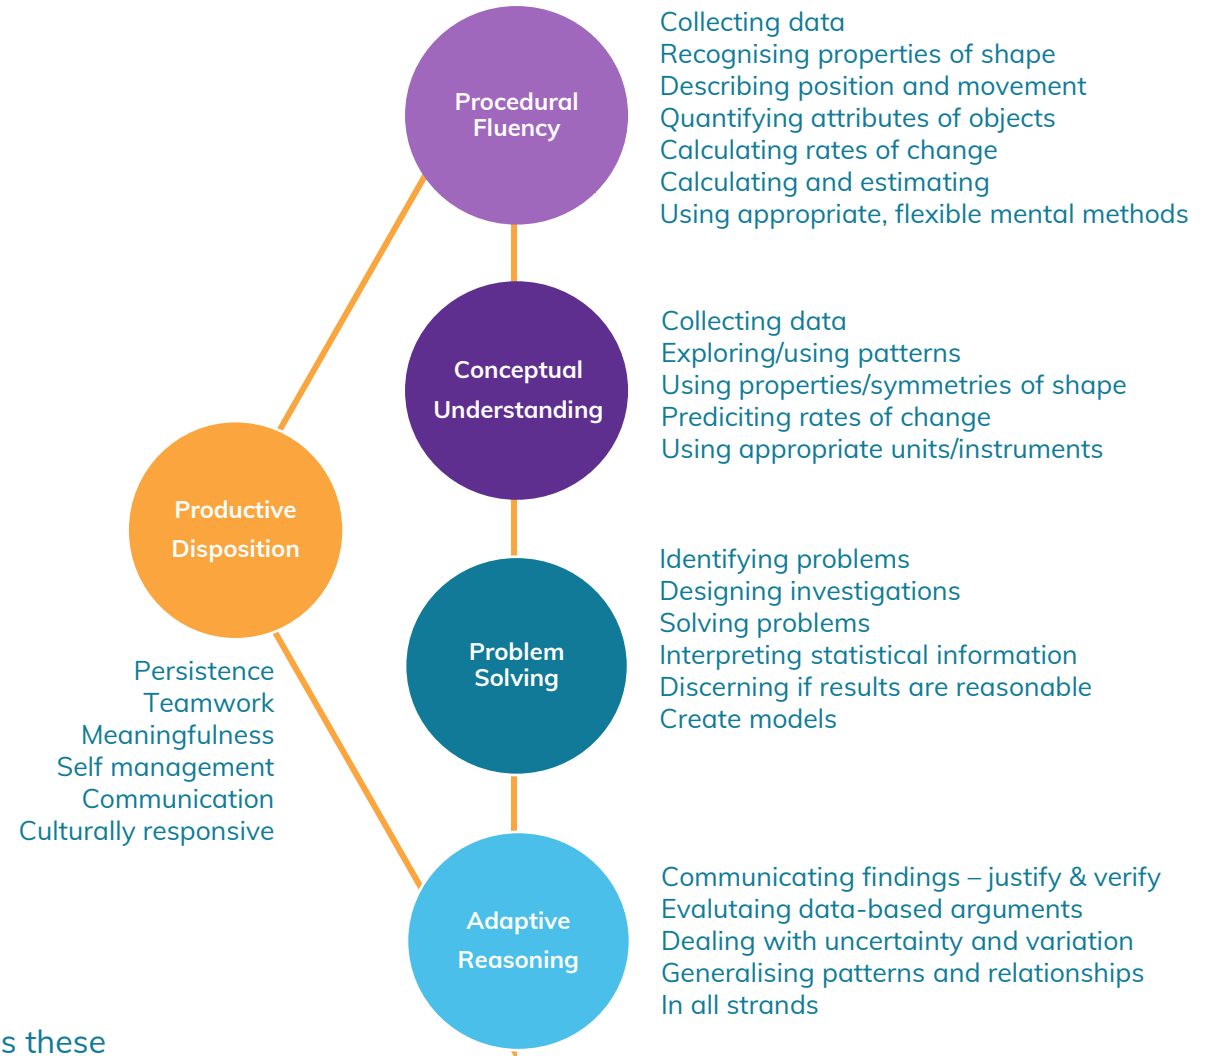 Procedural
Fluency
Collecting data
Recognising properties of shape
Describing position and movement
Quantifying attributes of objects
Calculating rates of change
Calculating and estimating
Using appropriate, flexible mental methods
Conceptual
Understanding
Collecting data
Exploring/using patterns
Using properties/symmetries of shape
Prediciting rates of change
Using appropriate units/instruments
Productive
Disposition
Persistence
Teamwork
Meaningfulness
Self management
Communication
Culturally responsive
Problem
Solving
Identifying problems
Designing investigations
Solving problems
Interpreting statistical information
Discerning if results are reasonable
Create models
Adaptive
Reasoning
Communicating findings – justify & verify
Evalutaing data-based arguments
Dealing with uncertainty and variation
Generalising patterns and relationships
In all strands
s these